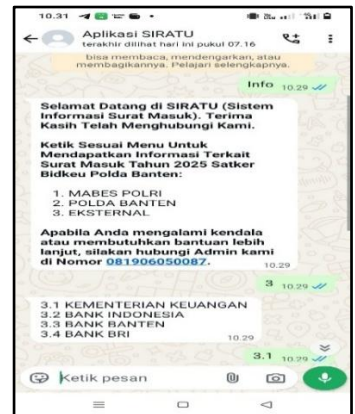 10.31
Aplikasi SIRATU
terakhir dilihat hari ini pukul 07.16
bisa membaca, mendengarkan, atau
membagikannya. Pelajari selengkapnya.
Info 10.29
Selamat Datang di SIRATU (Sistem
Informasi Surat Masuk). Terima
Kasih Telah Menghubungi Kami.
Ketik Sesuai Menu Untuk
Mendapatkan Informasi Terkait
Surat Masuk Tahun 2025 Satker
Bidkeu Polda Banten:
1. MABES POLRI
2. POLDA BANTEN
3. EKSTERNAL
Apabila Anda mengalami kendala
atau membutuhkan bantuan lebih
lanjut, silakan hubungi Admin kami
di Nomor 081906050087.
10.29
3 10.29
3.1 KEMENTERIAN KEUANGAN
3.2 BANK INDONESIA
3.3 BANK BANTEN
3.4 BANK BRI
10.29
3.1 10.29
Ketik pesan